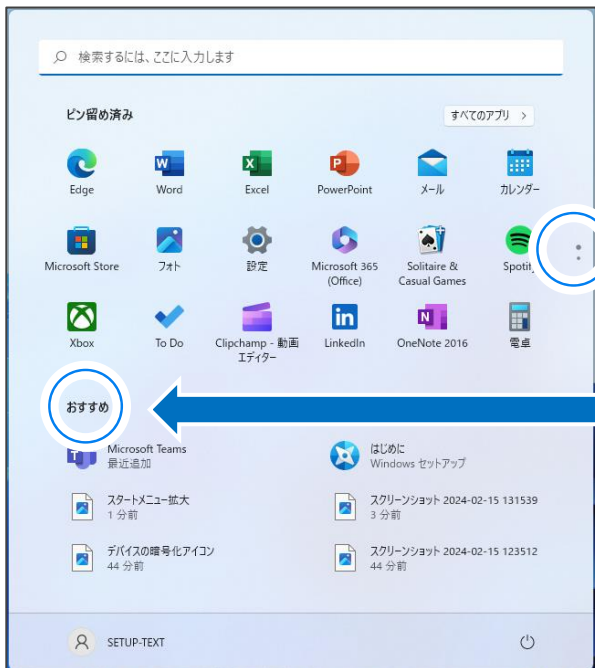 検索するには、ここに入力します
ピン留め済み
すべてのアプリ >
Edge
Word
Excel
PowerPoint
メール
カレンダー
Microsoft Store
フォト
設定
Microsoft 365
(Office)
Solitaire &
Casual Games
Spotify
Xbox
To Do
Clipchamp - 動画
エディター
LinkedIn
OneNote 2016
電卓
おすすめ
Microsoft Teams
最近追加
はじめに
Windows セットアップ
スタートメニュー拡大
1 分前
スクリーンショット 2024-02-15 131539
3 分前
デバイスの暗号化アイコン
44 分前
スクリーンショット 2024-02-15 123512
44 分前
SETUP-TEXT